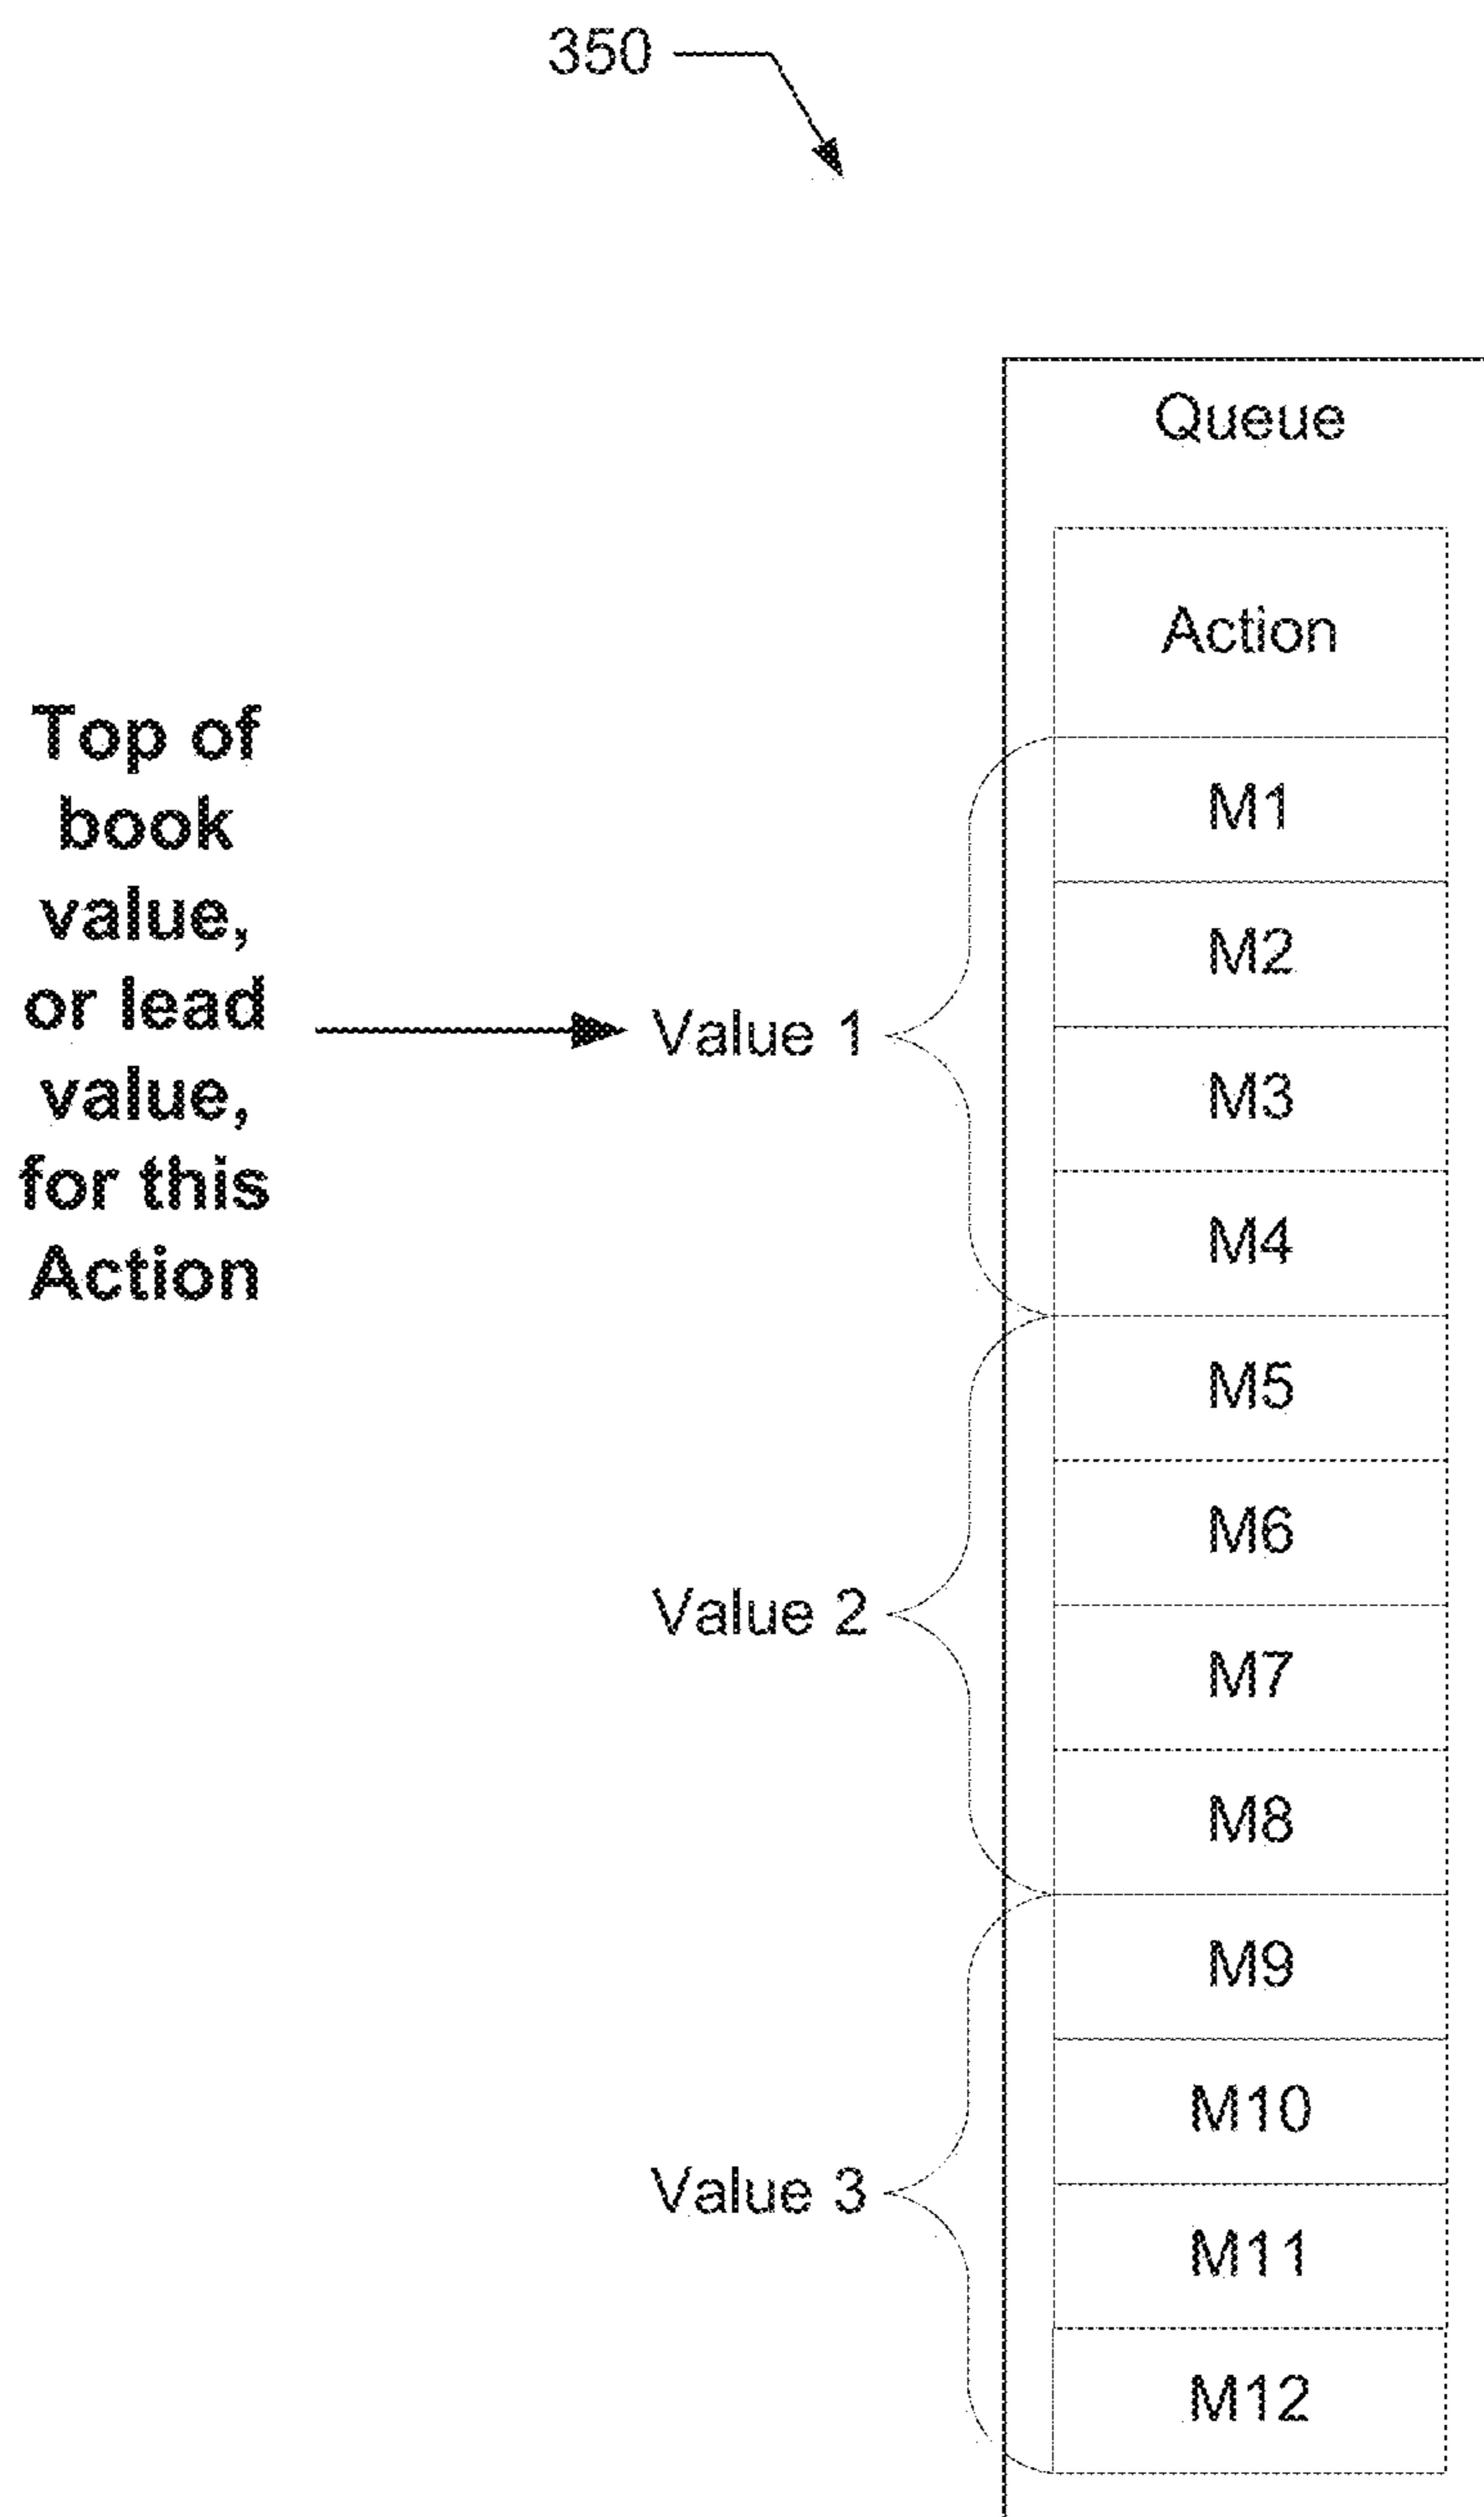 350
Queue
Action
Top of
book
value,
or lead
value,
for this
Action
Value 1
M1
M2
M3
M4
Value 2
M5
M6
M7
M8
Value 3
M9
M10
M11
M12